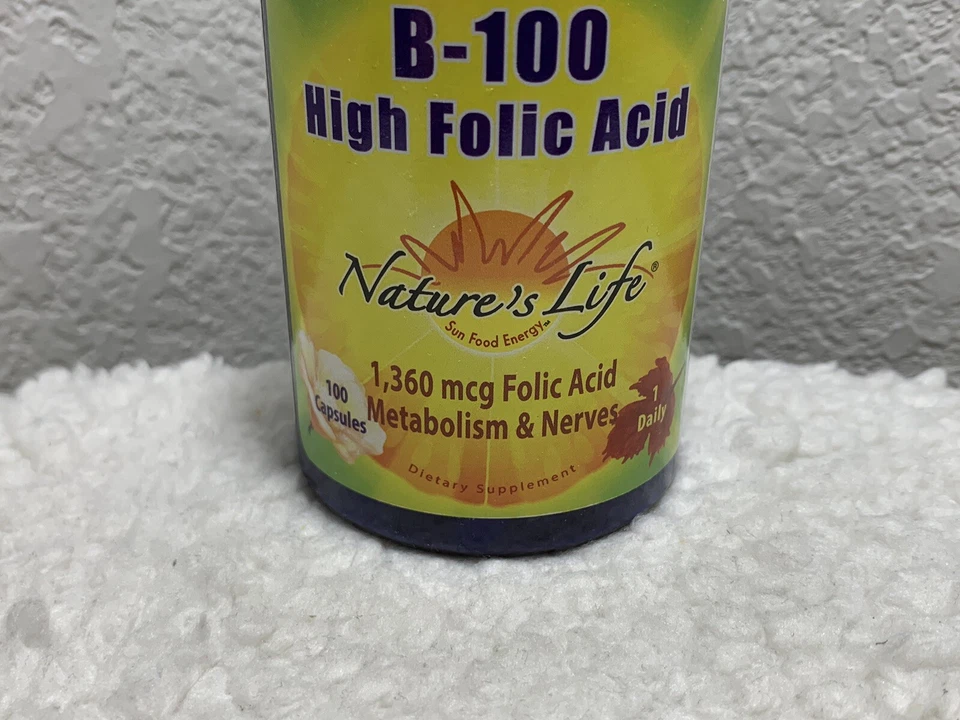 B-100
High Folic Acid
Nature's Life®
Sun Food Energy™
1,360 mcg Folic Acid
Metabolism & Nerves
100
Capsules
1
Daily
Dietary Supplement